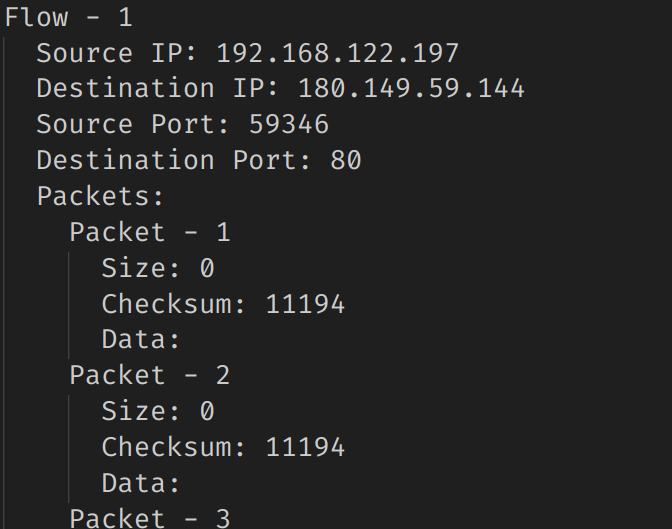 Flow - 1
Source IP: 192.168.122.197
Destination IP: 180.149.59.144
Source Port: 59346
Destination Port: 80
Packets:
Packet - 1
Size: 0
Checksum: 11194
Data:
Packet - 2
Size: 0
Checksum: 11194
Data:
Packet - 3